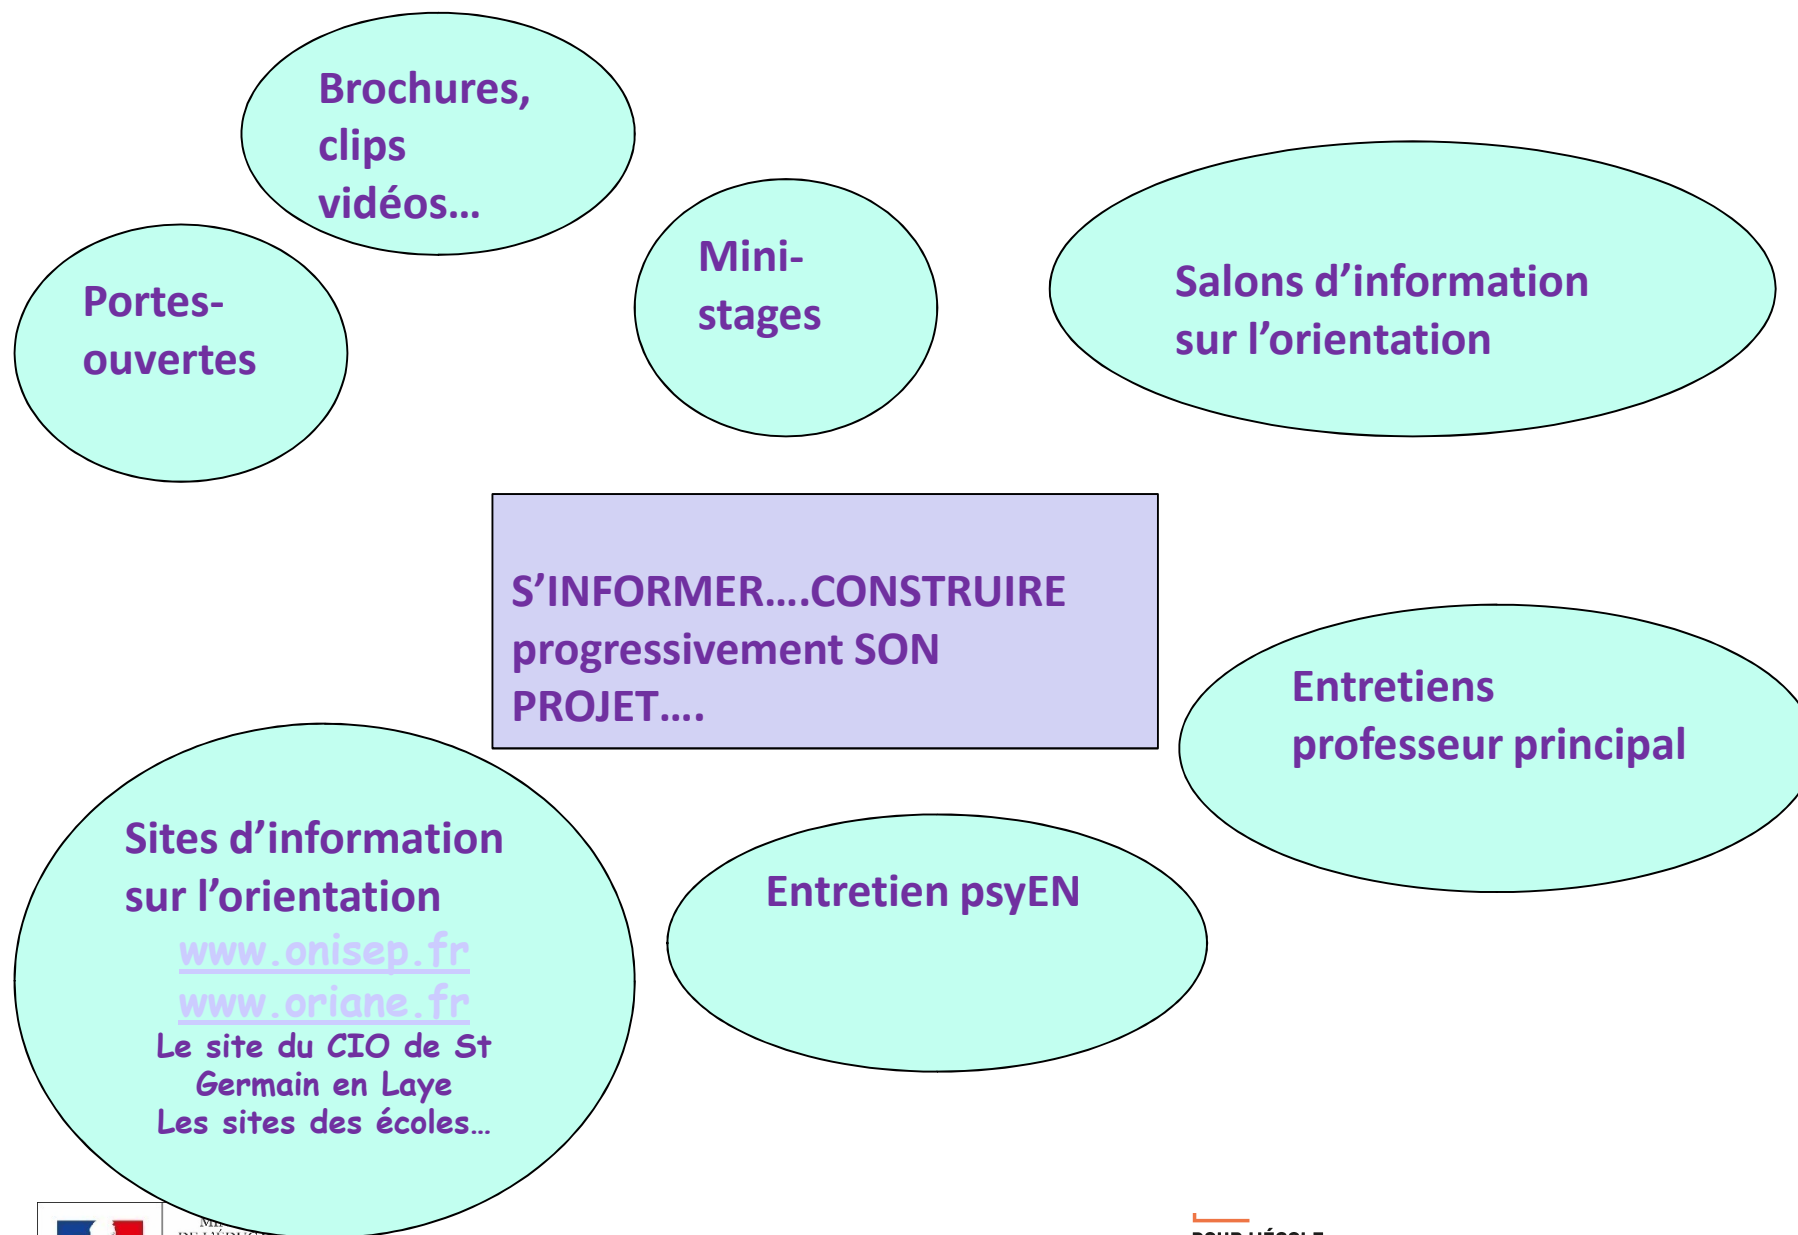 Brochures,
clips
vidéos…
Portes-
ouvertes
Mini-
stages
Salons d’information
sur l’orientation
S’INFORMER….CONSTRUIRE
progressivement SON
PROJET….
Entretiens
professeur principal
Sites d’information
sur l’orientation
www.onisep.fr
www.oriane.fr
Le site du CIO de St
Germain en Laye
Les sites des écoles…
Entretien psyEN
POUR L'ÉCOLE